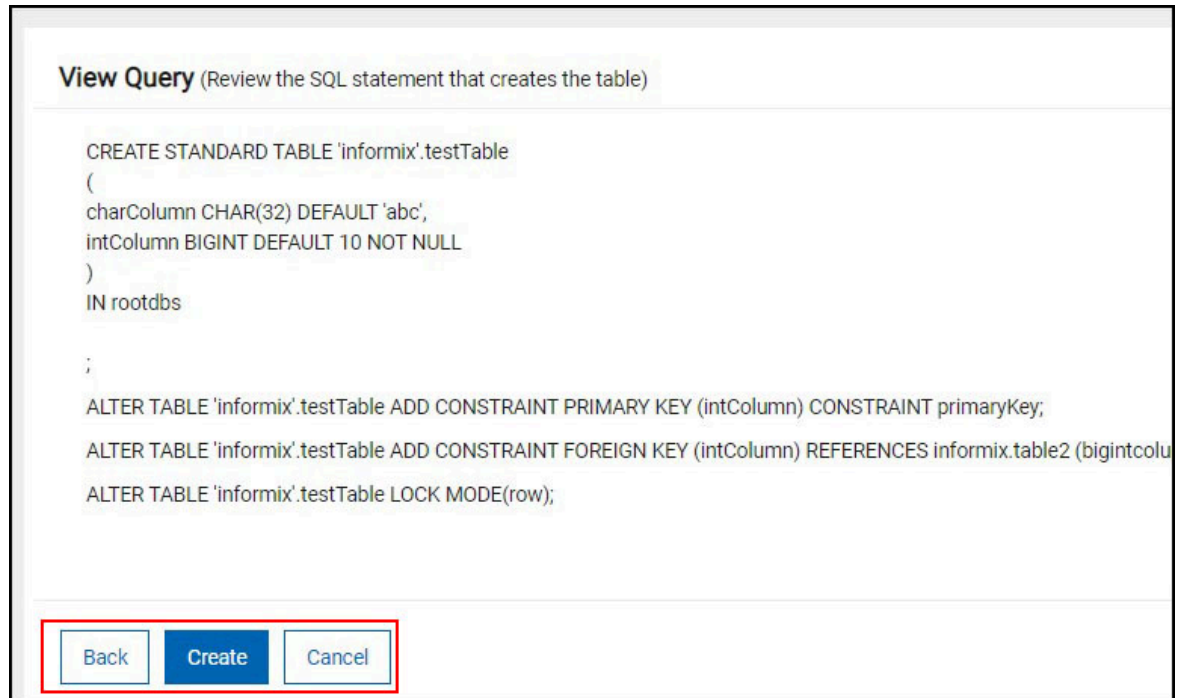 View Query (Review the SQL statement that creates the table)
CREATE STANDARD TABLE 'informix'.testTable
(
charColumn CHAR(32) DEFAULT 'abc',
intColumn BIGINT DEFAULT 10 NOT NULL
)
IN rootdbs
;
ALTER TABLE 'informix'.testTable ADD CONSTRAINT PRIMARY KEY (intColumn) CONSTRAINT primaryKey;
ALTER TABLE 'informix'.testTable ADD CONSTRAINT FOREIGN KEY (intColumn) REFERENCES informix.table2 (bigintcolu
ALTER TABLE 'informix'.testTable LOCK MODE(row);
Back Create Cancel